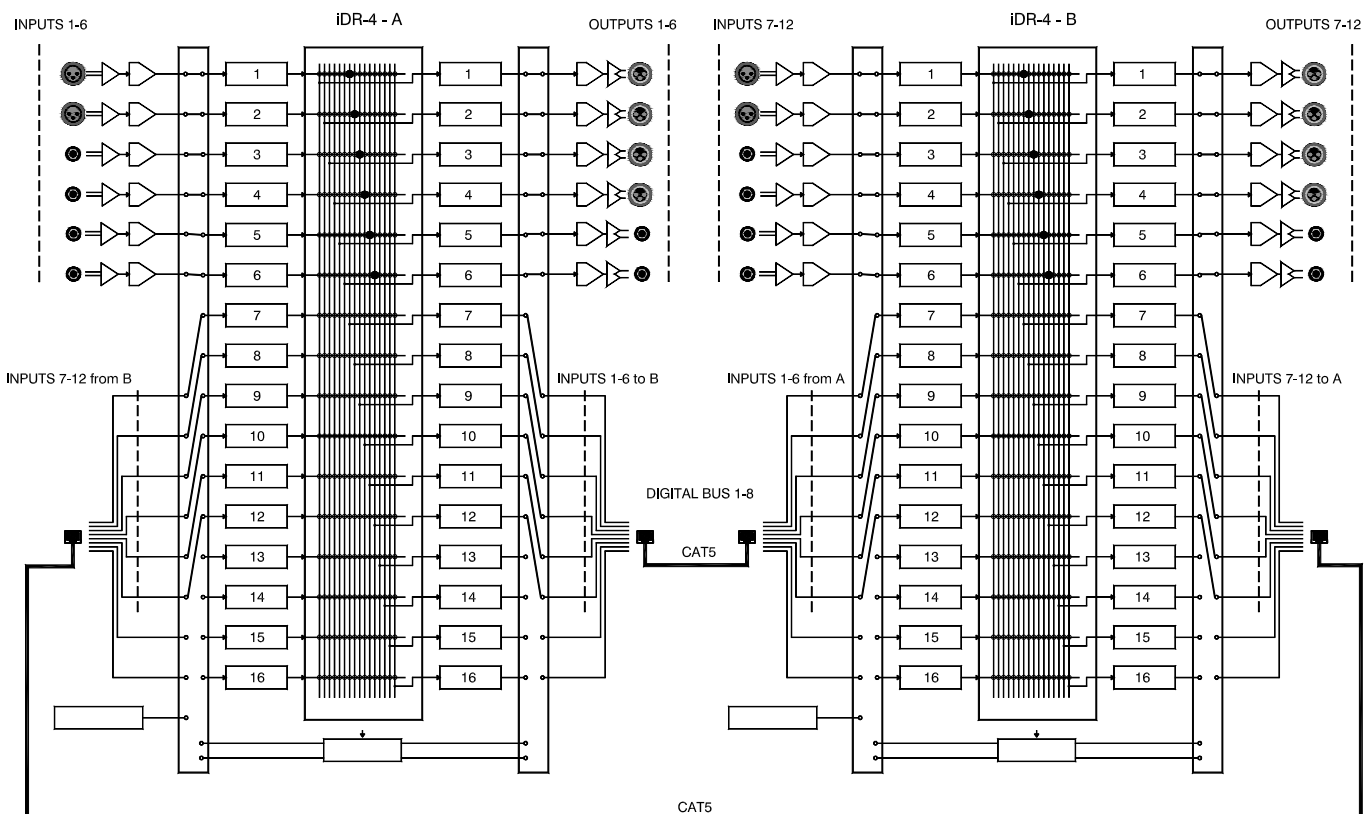 INPUTS 1-6
iDR-4 - A
OUTPUTS 1-6
INPUTS 7-12
iDR-4 - B
OUTPUTS 7-12
1 1 1 1
2 2 2 2
3 3 3 3
4 4 4 4
5 5 5 5
6 6 6 6
7 7 7 7
8 8 8 8
INPUTS 7-12 from B
INPUTS 1-6 to B
INPUTS 1-6 from A
INPUTS 7-12 to A
9 9 9 9
10 10 10 10
11 11 11 11
DIGITAL BUS 1-8
12 12 12 12
CAT5
13 13 13 13
14 14 14 14
15 15 15 15
16 16 16 16
CAT5